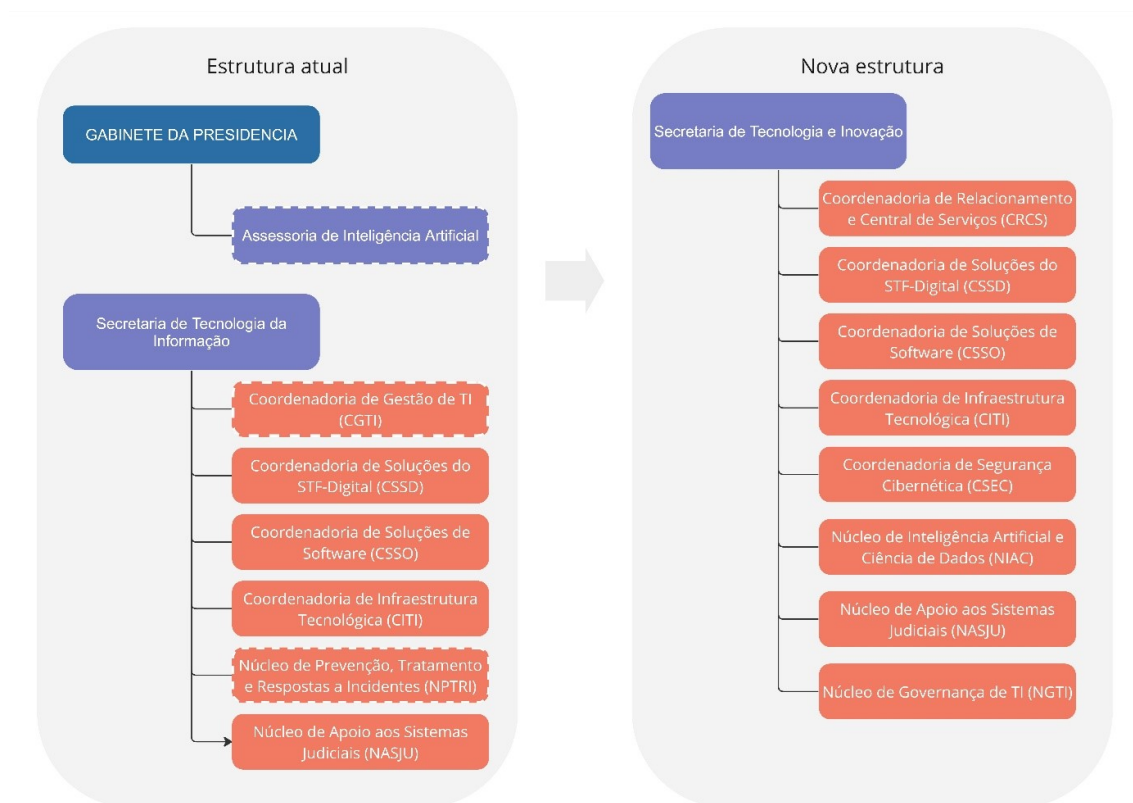 Estrutura atual
GABINETE DA PRESIDENCIA
Assessoria de Inteligência Artificial
Secretaria de Tecnologia da
Informação
Coordenadoria de Gestão de TI
(CGTI)
Coordenadoria de Soluções do
STF-Digital (CSSD)
Coordenadoria de Soluções de
Software (CSSO)
Coordenadoria de Infraestrutura
Tecnológica (CITI)
Núcleo de Prevenção, Tratamento
e Respostas a Incidentes (NPTRI)
Núcleo de Apoio aos Sistemas
Judiciais (NASJU)
Nova estrutura
Secretaria de Tecnologia e Inovação
Coordenadoria de Relacionamento
e Central de Serviços (CRCS)
Coordenadoria de Soluções do
STF-Digital (CSSD)
Coordenadoria de Soluções de
Software (CSSO)
Coordenadoria de Infraestrutura
Tecnológica (CITI)
Coordenadoria de Segurança
Cibernética (CSEC)
Núcleo de Inteligência Artificial e
Ciência de Dados (NIAC)
Núcleo de Apoio aos Sistemas
Judiciais (NASJU)
Núcleo de Governança de TI (NGTI)